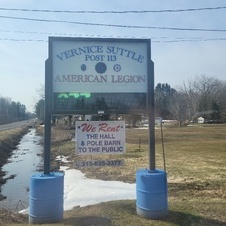 VERNICE SUTTLE
POST 113
AMERICAN LEGION
We Rent
THE HALL
& POLE BARN
TO THE PUBLIC